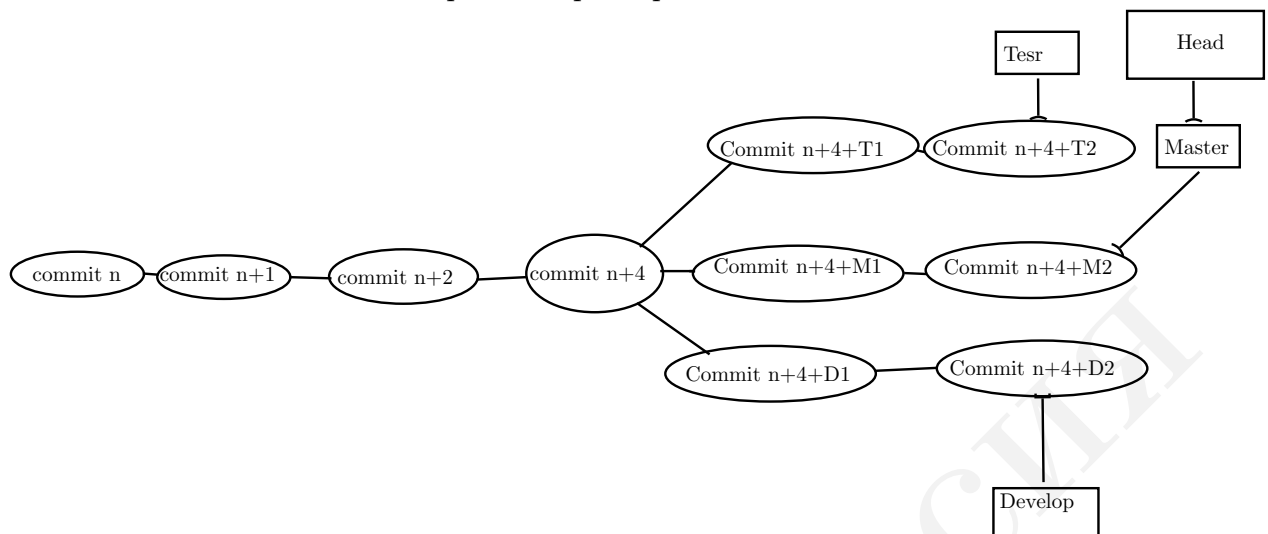 Head
Tesr
Master
Commit n+4+T1
Commit n+4+T2
commit n
commit n+1
commit n+2
commit n+4
Commit n+4+M1
Commit n+4+M2
Commit n+4+D1
Commit n+4+D2
Develop